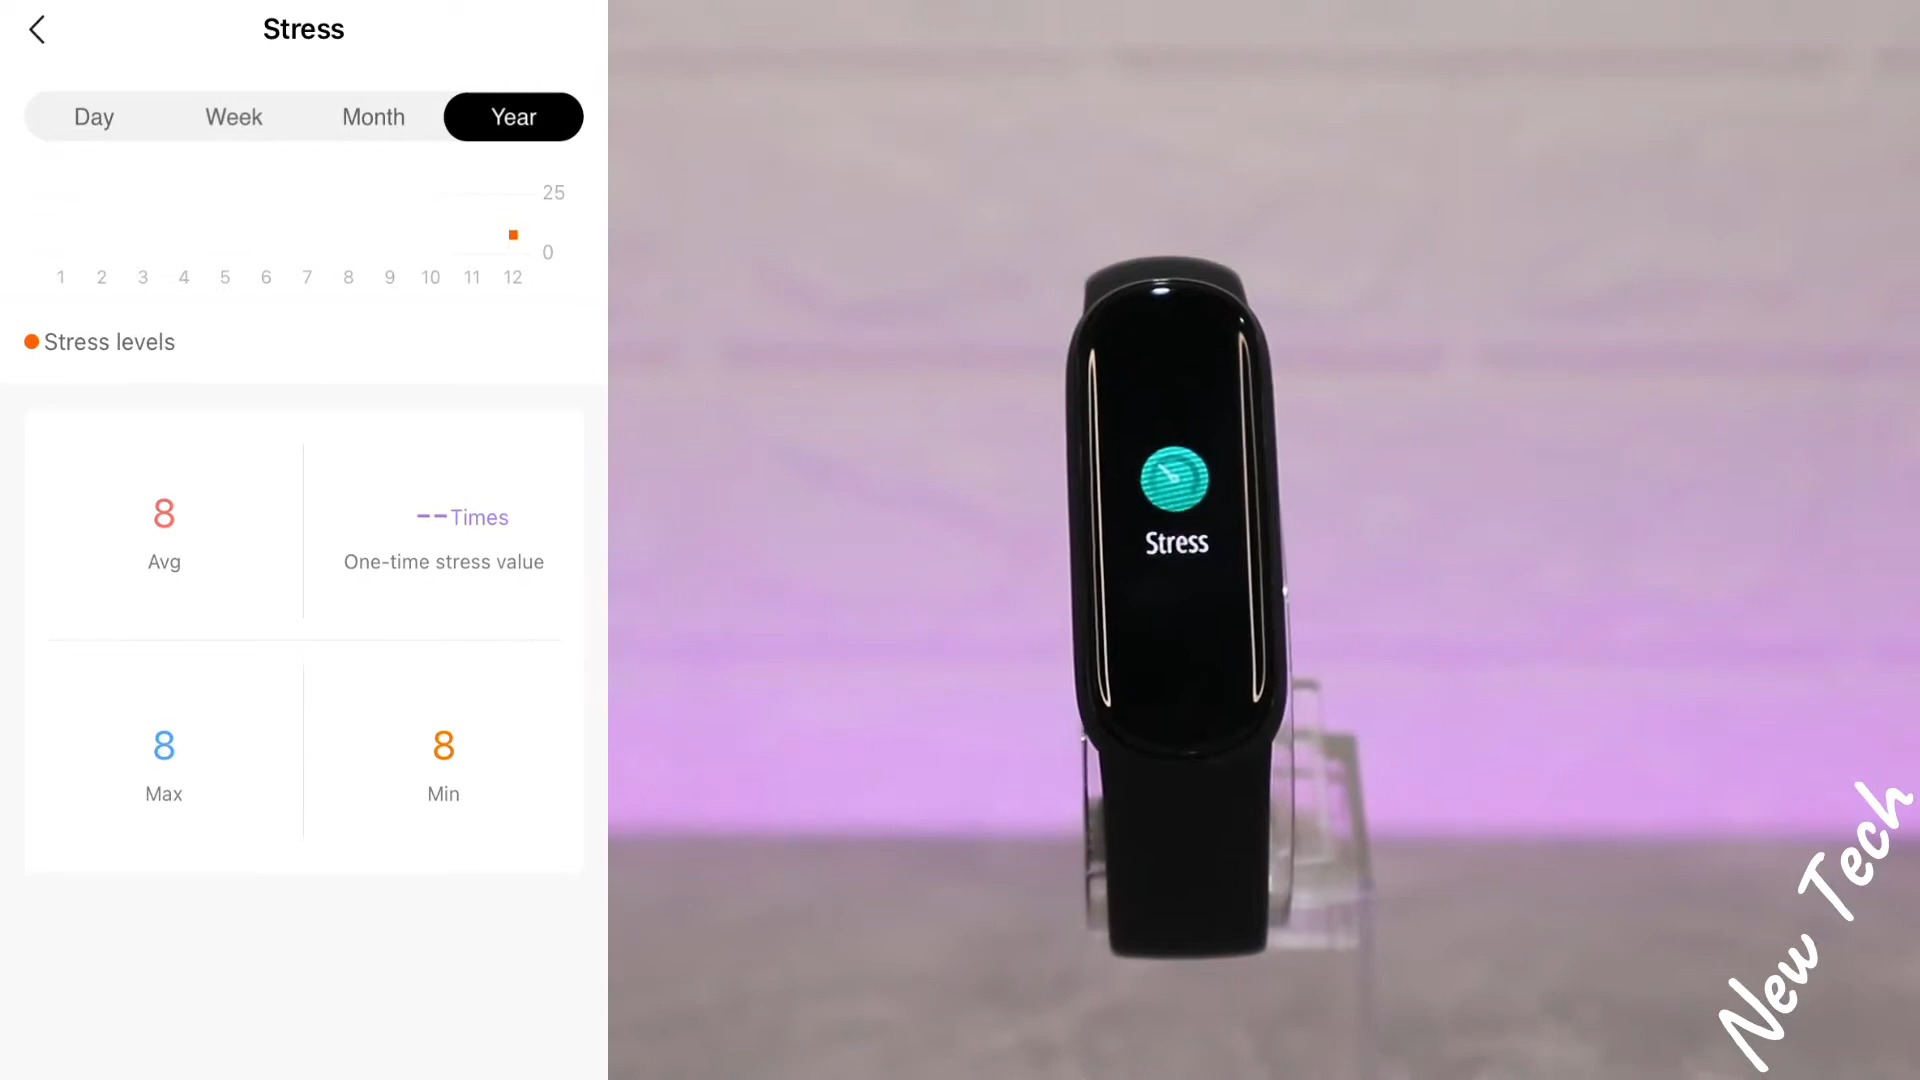 Stress
Day Week Month Year
25
0
1 2 3 4 5 6 7 8 9 10 11 12
Stress levels
8
Avg
--Times
One-time stress value
8
Max
8
Min
Stress
New Tech